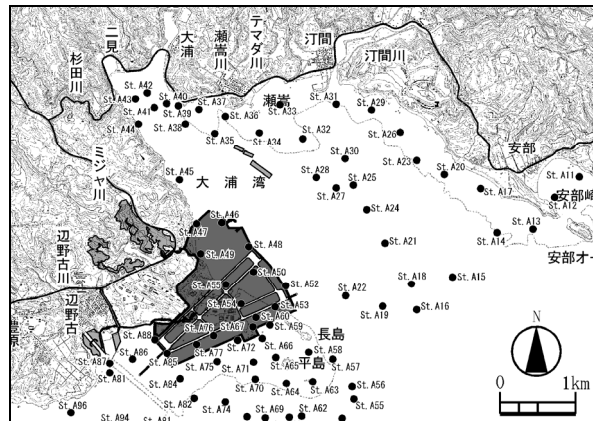 二見
杉田川
大浦
瀬嵩川
テマダ川
汀間
汀間川
瀬嵩
安部
ミジャ川
大浦湾
辺野古川
辺野古
豊原
長島
平島
安部崎
安部オー
St. A42
St. A43
St. A40
St. A41
St. A39
St. A37
St. A38
St. A44
St. A36
St. A35
St. A33
St. A34
St. A32
St. A31
St. A29
St. A26
St. A30
St. A23
St. A20
St. A17
St. A11
St. A12
St. A13
St. A14
St. A28
St. A25
St. A27
St. A24
St. A21
St. A45
St. A46
St. A47
St. A48
St. A49
St. A50
St. A52
St. A55
St. A54
St. A53
St. A60
St. A59
St. A22
St. A18
St. A15
St. A19
St. A16
St. A76
St. A67
St. A88
St. A77
St. A72
St. A66
St. A58
St. A57
St. A87
St. A86
St. A85
St. A75
St. A71
St. A65
St. A81
St. A84
St. A70
St. A64
St. A63
St. A56
St. A55
St. A82
St. A74
St. A69
St. A62
St. A96
St. A94
N
0 1km